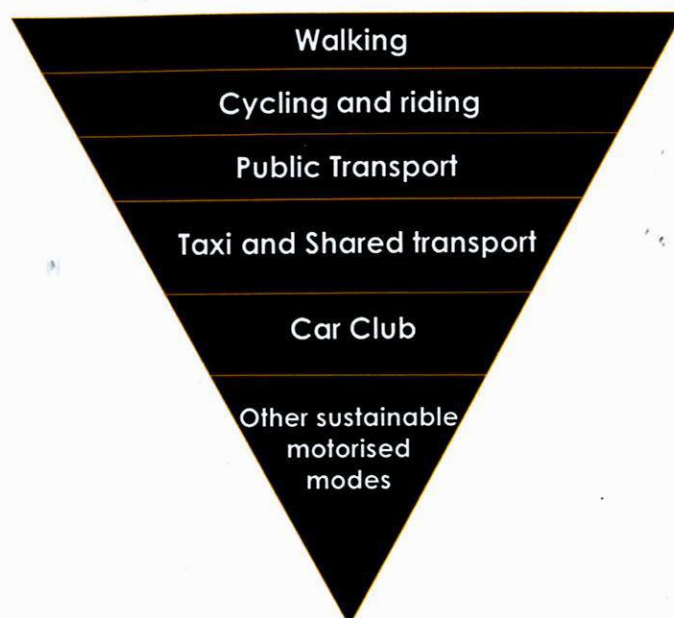 Walking
Cycling and riding
Public Transport
Taxi and Shared transport
Car Club
Other sustainable
motorised
modes